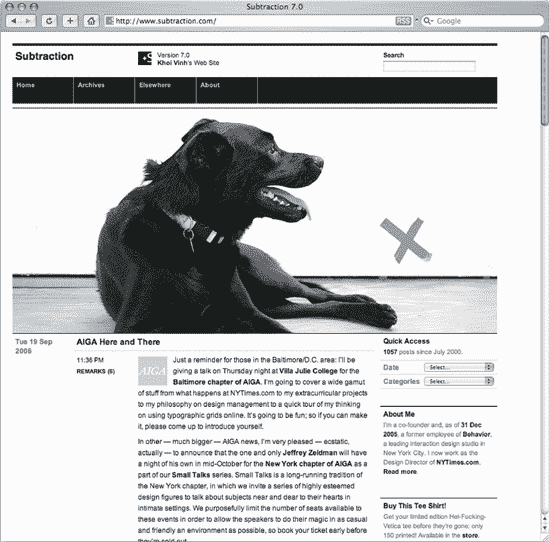 Subtraction 7.0
http://www.subtraction.com/
RSS
Google
Subtraction
Version 7.0
Khoi Vinh's Web Site
Search
Home
Archives
Elsewhere
About
Tue 19 Sep
2006
AIGA Here and There
11:36 PM
REMARKS (6)
AIGA
Just a reminder for those in the Baltimore/D.C. area: I'll be
giving a talk on Thursday night at Villa Julie College for the
Baltimore chapter of AIGA. I'm going to cover a wide gamut
of stuff from what happens at NYTimes.com to my extracurricular projects
to my philosophy on design management to a quick tour of my thinking
on using typographic grids online. It's going to be fun; so if you can make
it, please come up to introduce yourself.
In other — much bigger — AIGA news, I'm very pleased — ecstatic,
actually — to announce that the one and only Jeffrey Zeldman will have
a night of his own in mid-October for the New York chapter of AIGA as a
part of our Small Talks series. Small Talks is a long-running tradition of
the New York chapter, in which we invite a series of highly esteemed
design figures to talk about subjects near and dear to their hearts in
intimate settings. We purposefully limit the number of seats available to
these events in order to allow the speakers to do their magic in as casual
and friendly an environment as possible, so book your ticket early before
they're sold out.
Quick Access
1057 posts since July 2000.
Date
Select...
Categories
Select...
About Me
I'm a co-founder and, as of 31 Dec
2005, a former employee of Behavior,
a leading interaction design studio in
New York City. I now work as the
Design Director of NYTimes.com.
Read more.
Buy This Tee Shirt!
Get your limited edition Hel-Fucking-
Vetica tee before they're gone; only
150 printed! Available in the store.